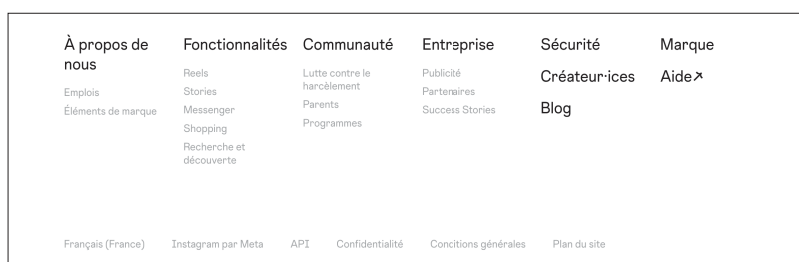 À propos de
nous
Emplois
Éléments de marque
Fonctionnalités
Reels
Stories
Messenger
Shopping
Recherche et
découverte
Communauté
Lutte contre le
harcèlement
Parents
Programmes
Entreprise
Publicité
Partenaires
Success Stories
Sécurité
Créateur·ices
Blog
Marque
Aide↗
Français (France) Instagram par Meta API Confidentialité Concitions générales Plan du site